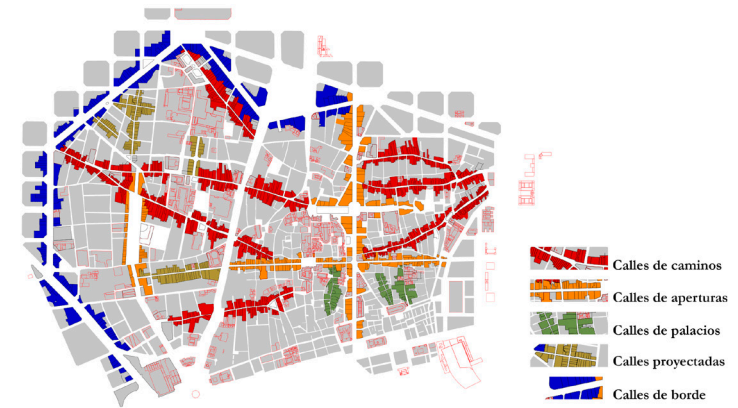 Calles de caminos
Calles de aperturas
Calles de palacios
Calles proyectadas
Calles de borde